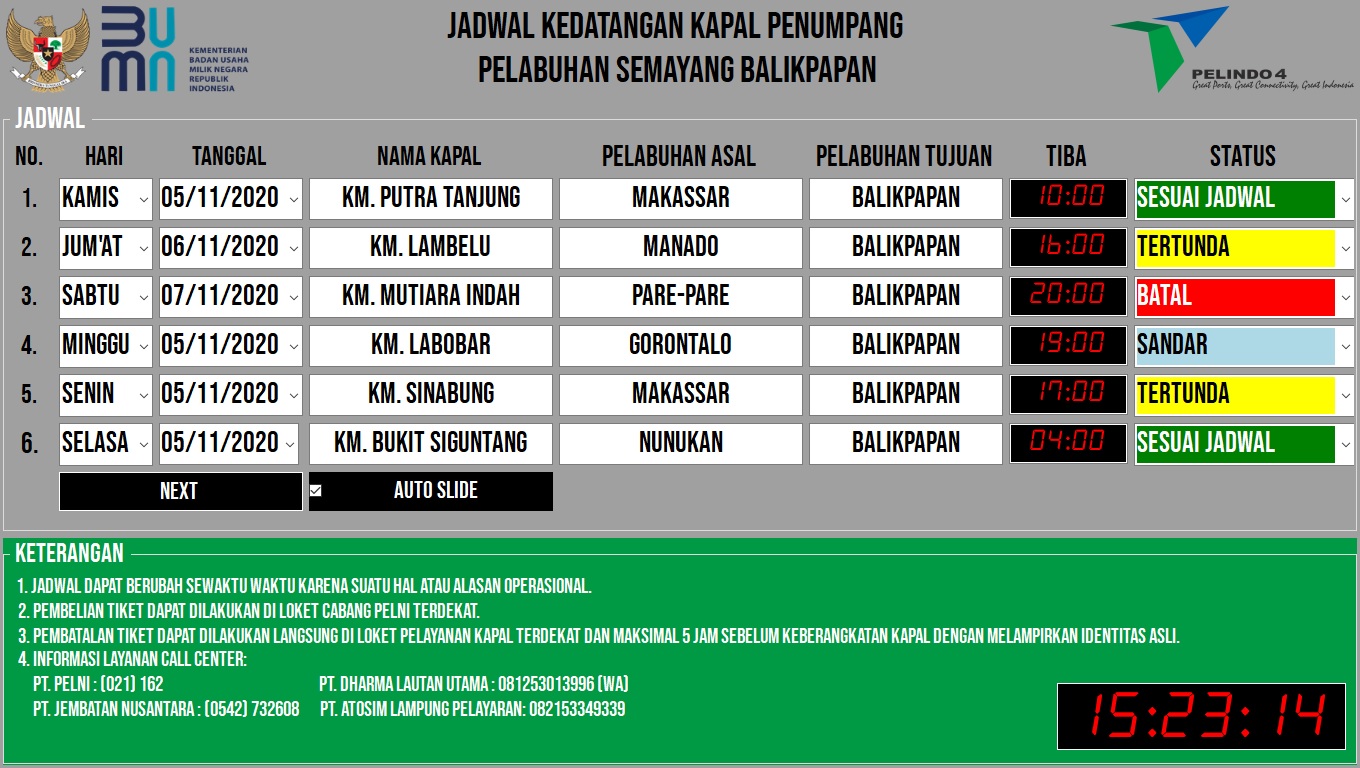 JADWAL KEDATANGAN KAPAL PENUMPANG
PELABUHAN SEMAYANG BALIKPAPAN
BUMN
KEMENTERIAN
BADAN USAHA
MILIK NEGARA
REPUBLIK
INDONESIA
PELINDO 4
Great Ports, Great Connectivity, Great Indonesia
JADWAL
NO. HARI TANGGAL NAMA KAPAL PELABUHAN ASAL PELABUHAN TUJUAN TIBA STATUS
1. KAMIS 05/11/2020 KM. PUTRA TANJUNG MAKASSAR BALIKPAPAN 10:00 SESUAI JADWAL
2. JUM'AT 06/11/2020 KM. LAMBELU MANADO BALIKPAPAN 16:00 TERTUNDA
3. SABTU 07/11/2020 KM. MUTIARA INDAH PARE-PARE BALIKPAPAN 20:00 BATAL
4. MINGGU 05/11/2020 KM. LABOBAR GORONTALO BALIKPAPAN 19:00 SANDAR
5. SENIN 05/11/2020 KM. SINABUNG MAKASSAR BALIKPAPAN 17:00 TERTUNDA
6. SELASA 05/11/2020 KM. BUKIT SIGUNTANG NUNUKAN BALIKPAPAN 04:00 SESUAI JADWAL
NEXT AUTO SLIDE
KETERANGAN
1. JADWAL DAPAT BERUBAH SEWAKTU WAKTU KARENA SUATU HAL ATAU ALASAN OPERASIONAL.
2. PEMBELIAN TIKET DAPAT DILAKUKAN DI LOKET CABANG PELNI TERDEKAT.
3. PEMBATALAN TIKET DAPAT DILAKUKAN LANGSUNG DI LOKET PELAYANAN KAPAL TERDEKAT DAN MAKSIMAL 5 JAM SEBELUM KEBERANGKATAN KAPAL DENGAN MELAMPIRKAN IDENTITAS ASLI.
4. INFORMASI LAYANAN CALL CENTER:
PT. PELNI : (021) 162 PT. DHARMA LAUTAN UTAMA : 081253013996 (WA)
PT. JEMBATAN NUSANTARA : (0542) 732608 PT. ATOSIM LAMPUNG PELAYARAN: 082153349339
15:23:14